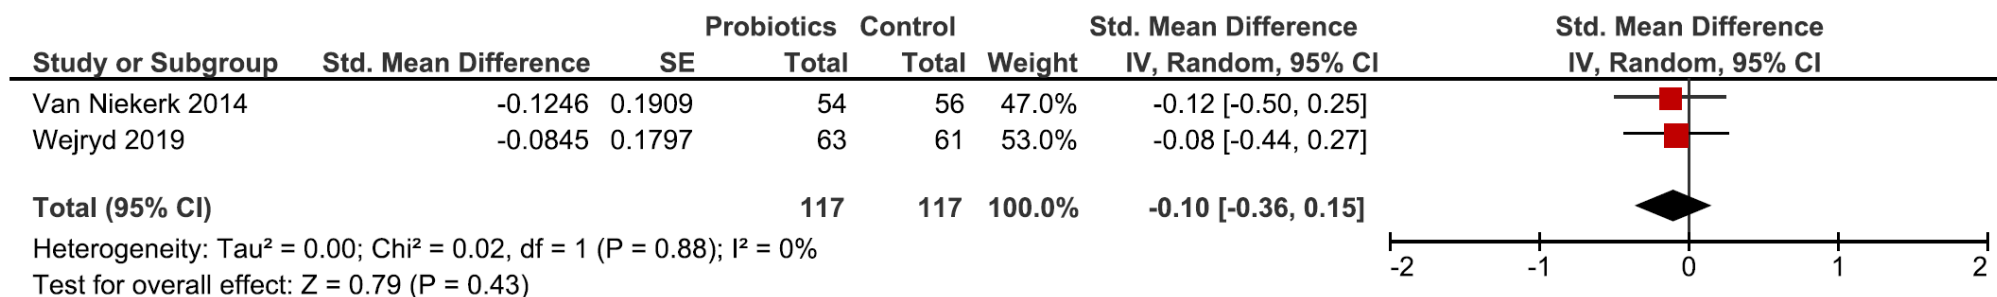 Probiotics Control Std. Mean Difference Std. Mean Difference
Study or Subgroup Std. Mean Difference SE Total Total Weight IV, Random, 95% CI IV, Random, 95% CI
Van Niekerk 2014 -0.1246 0.1909 54 56 47.0% -0.12 [-0.50, 0.25]
Wejryd 2019 -0.0845 0.1797 63 61 53.0% -0.08 [-0.44, 0.27]
Total (95% CI) 117 117 100.0% -0.10 [-0.36, 0.15]
Heterogeneity: Tau² = 0.00; Chi² = 0.02, df = 1 (P = 0.88); I² = 0%
-2 -1 0 1 2
Test for overall effect: Z = 0.79 (P = 0.43)